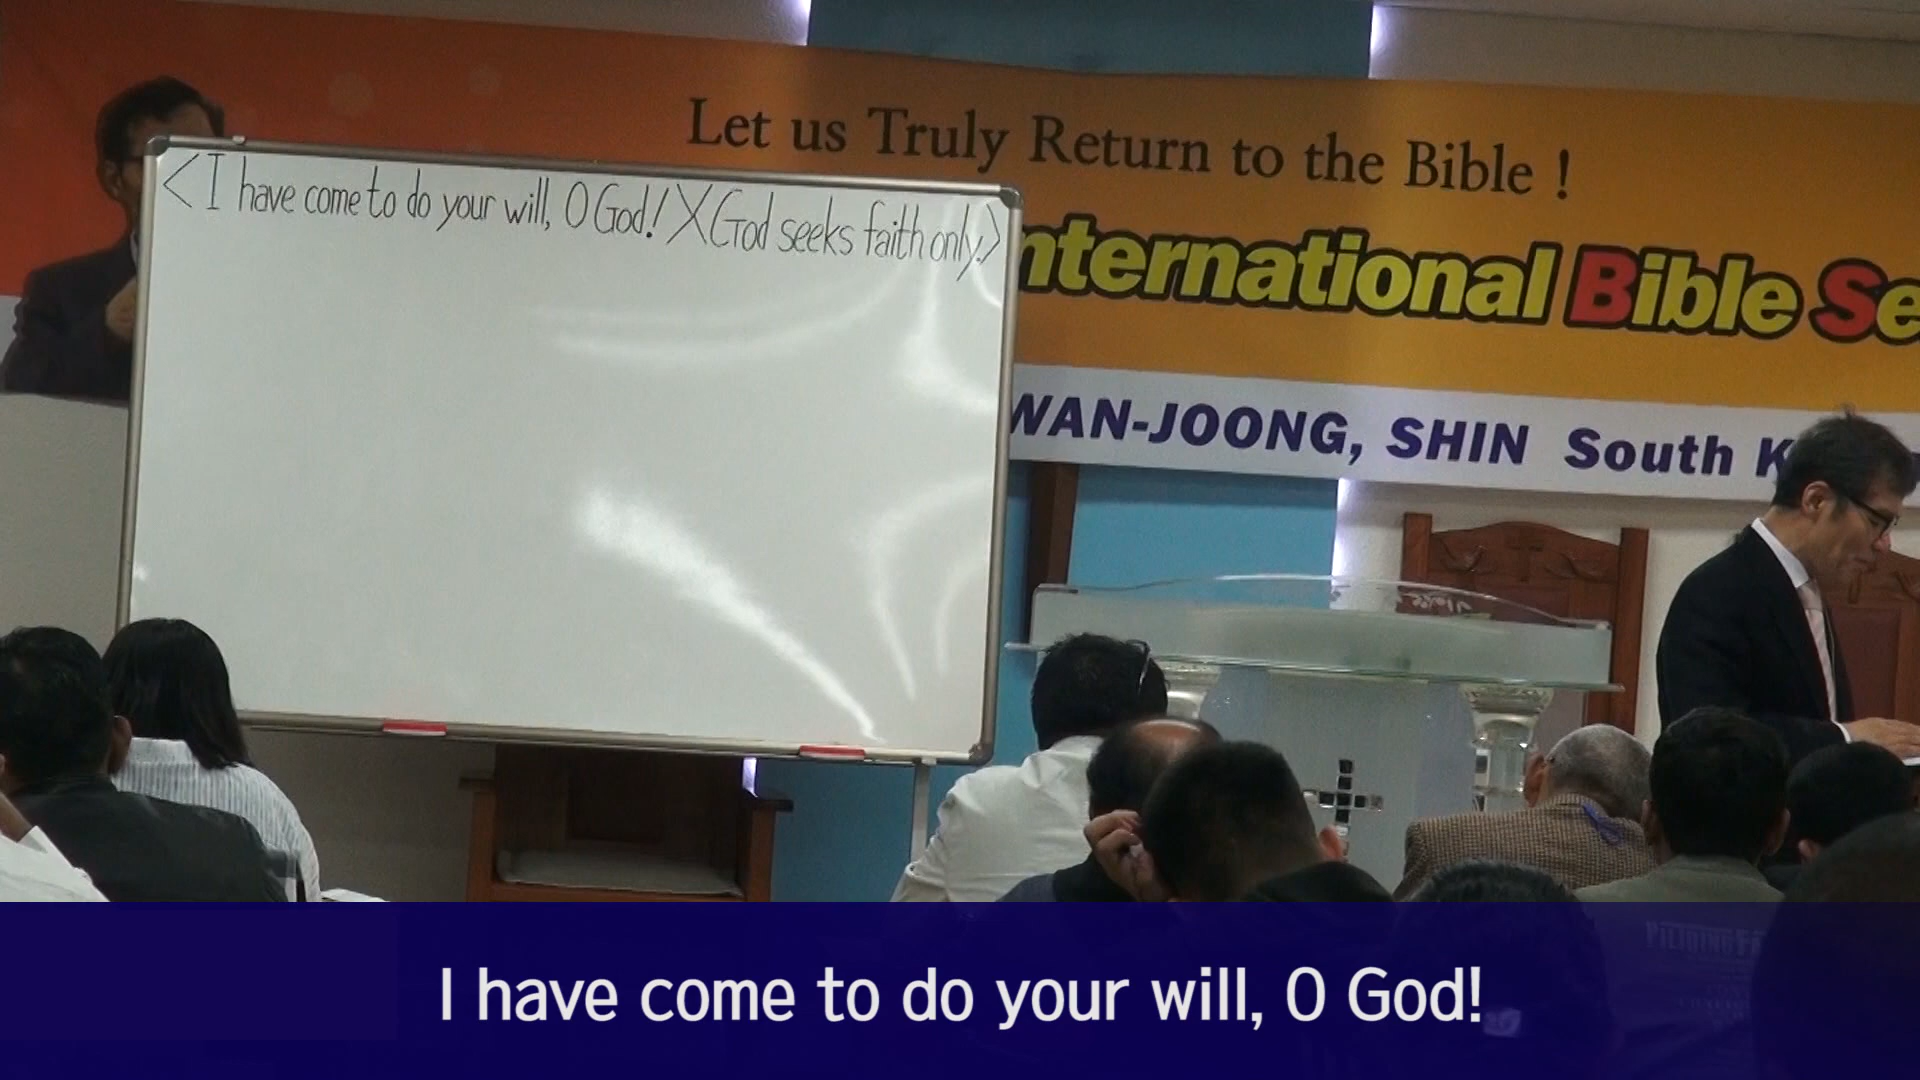 Let us Truly Return to the Bible !
<I have come to do your will, O God! X God seeks faith only.>
nternational Bible Se
WAN-JOONG, SHIN South K
I have come to do your will, O God!